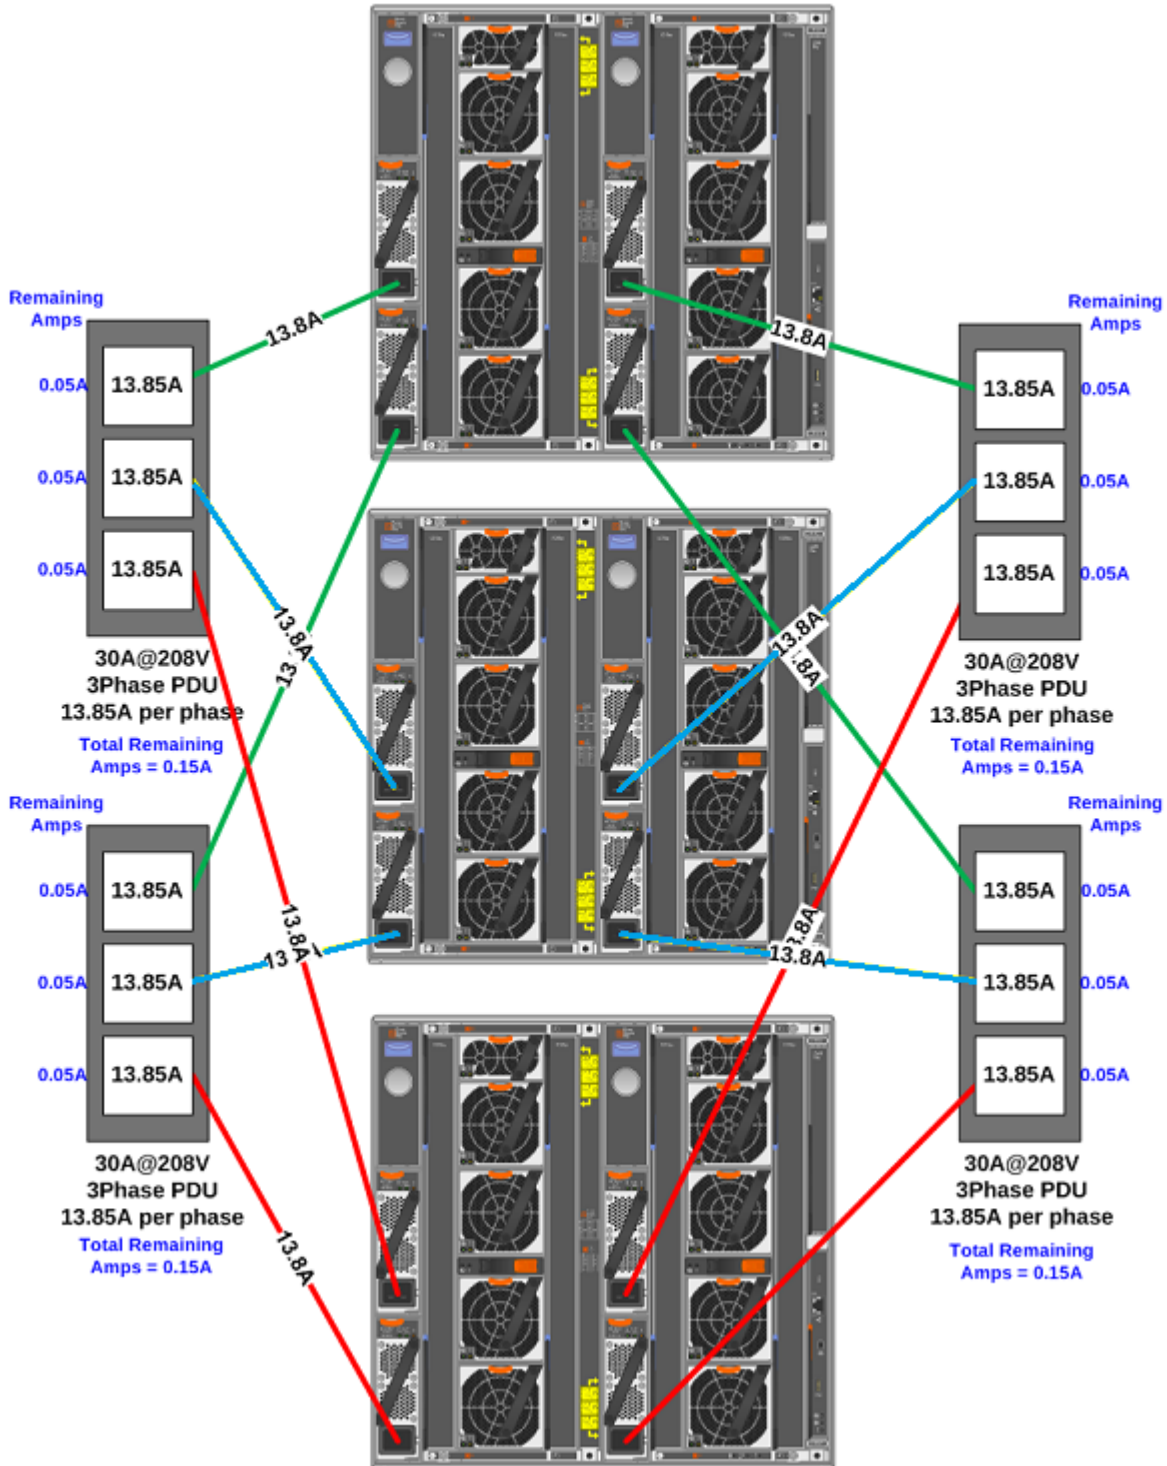 Remaining
Amps
Remaining
Amps
13.8A
13.8A
0.05A
13.85A
13.85A
0.05A
0.05A
13.85A
13.85A
0.05A
0.05A
13.85A
13.85A
0.05A
13.8A
13.8A
30A@208V
3Phase PDU
13.85A per phase
Total Remaining
Amps = 0.15A
30A@208V
3Phase PDU
13.85A per phase
Total Remaining
Amps = 0.15A
Remaining
Amps
Remaining
Amps
0.05A
13.85A
13.85A
0.05A
13.8A
13.8A
0.05A
13.85A
13.85A
0.05A
0.05A
13.85A
13.85A
0.05A
30A@208V
3Phase PDU
13.85A per phase
Total Remaining
Amps = 0.15A
30A@208V
3Phase PDU
13.85A per phase
Total Remaining
Amps = 0.15A
13.8A